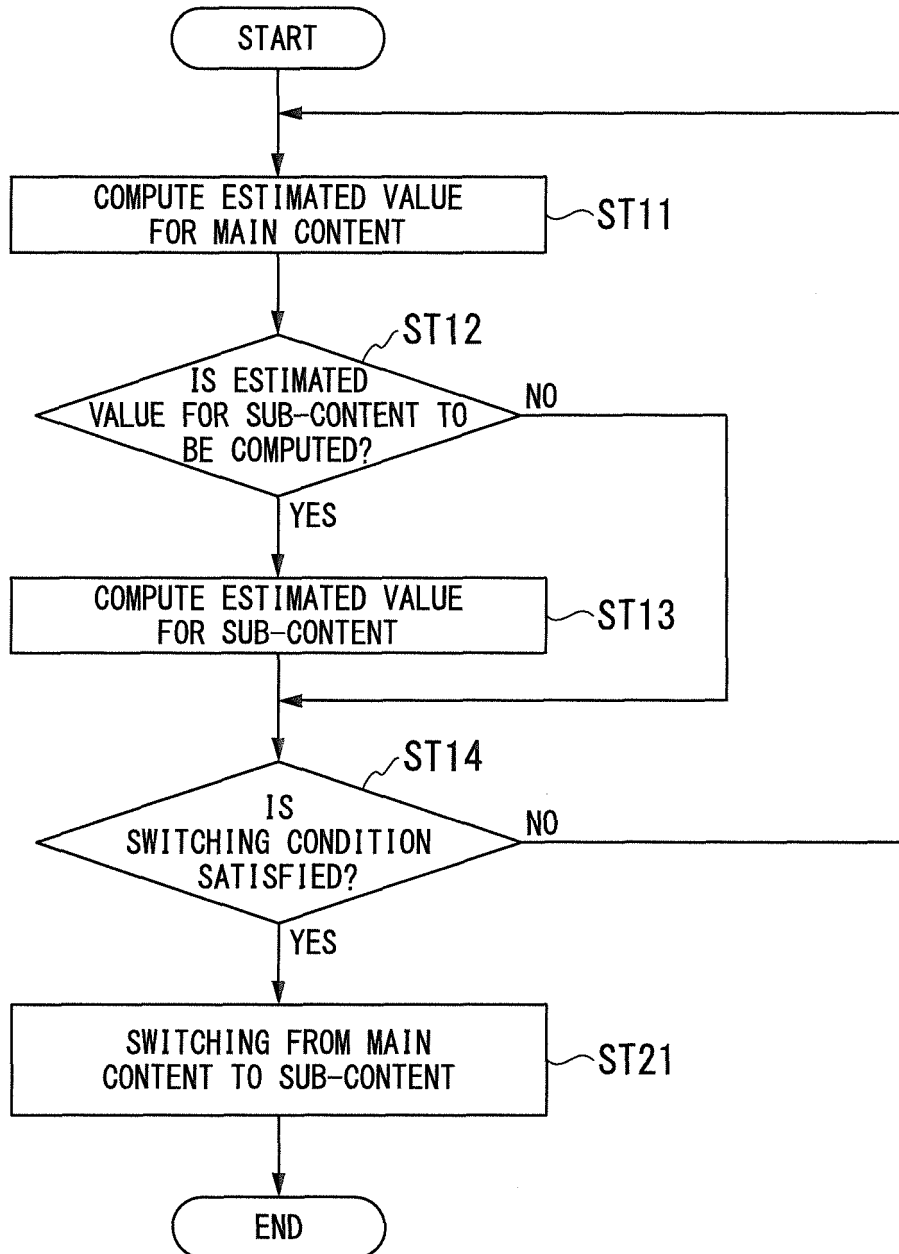 START
COMPUTE ESTIMATED VALUE
FOR MAIN CONTENT
ST11
ST12
IS ESTIMATED
VALUE FOR SUB-CONTENT TO
BE COMPUTED?
NO
YES
COMPUTE ESTIMATED VALUE
FOR SUB-CONTENT
ST13
ST14
IS
SWITCHING CONDITION
SATISFIED?
NO
YES
SWITCHING FROM MAIN
CONTENT TO SUB-CONTENT
ST21
END